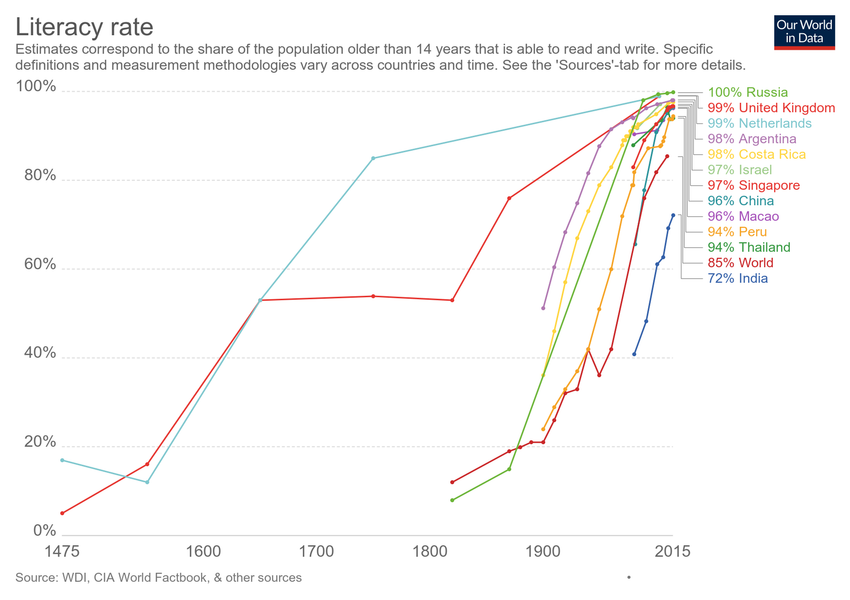 Literacy rate
Our World
in Data
Estimates correspond to the share of the population older than 14 years that is able to read and write. Specific
definitions and measurement methodologies vary across countries and time. See the 'Sources'-tab for more details.
100%
80%
60%
40%
20%
0%
1475
1600
1700
1800
1900
2015
100% Russia
99% United Kingdom
99% Netherlands
98% Argentina
98% Costa Rica
97% Israel
97% Singapore
96% China
96% Macao
94% Peru
94% Thailand
85% World
72% India
Source: WDI, CIA World Factbook, & other sources